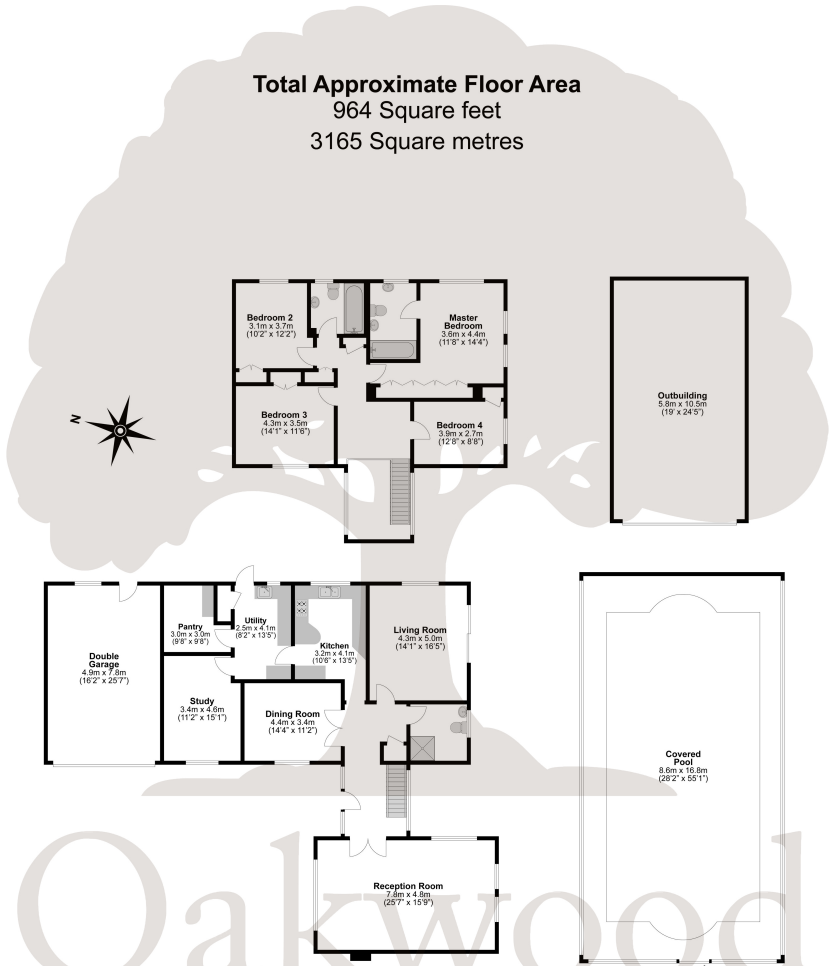 Total Approximate Floor Area
964 Square feet
3165 Square metres
Bedroom 2
3.1m x 3.7m
(10'2" x 12'2")
Master
Bedroom
3.6m x 4.4m
(11'8" x 14'4")
Bedroom 3
4.3m x 3.5m
(14'1" x 11'6")
Bedroom 4
3.9m x 2.7m
(12'8" x 8'8")
Outbuilding
5.8m x 10.5m
(19' x 24'5")
N
Double
Garage
4.9m x 7.8m
(16'2" x 25'7")
Pantry
3.0m x 3.0m
(9'8" x 9'8")
Utility
2.5m x 4.1m
(8'2" x 13'5")
Kitchen
3.2m x 4.1m
(10'6" x 13'5")
Living Room
4.3m x 5.0m
(14'1" x 16'5")
Study
3.4m x 4.6m
(11'2" x 15'1")
Dining Room
4.4m x 3.4m
(14'4" x 11'2")
Covered
Pool
8.6m x 16.8m
(28'2" x 55'1")
Reception Room
7.8m x 4.8m
(25'7" x 15'9")
Oakwood